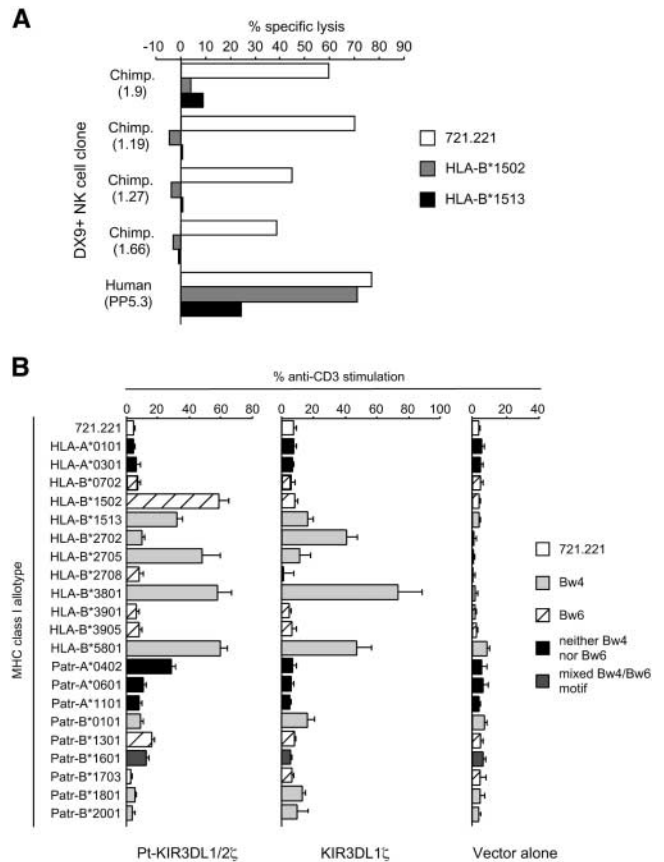 A
% specific lysis
-10 0 10 20 30 40 50 60 70 80 90
DX9+ NK cell clone
Chimp.
(1.9)
Chimp.
(1.19)
Chimp.
(1.27)
Chimp.
(1.66)
Human
(PP5.3)
721.221
HLA-B*1502
HLA-B*1513
B
% anti-CD3 stimulation
0 20 40 60 80
0 20 40 60 80 100
0 20 40
MHC class I allotype
721.221
HLA-A*0101
HLA-A*0301
HLA-B*0702
HLA-B*1502
HLA-B*1513
HLA-B*2702
HLA-B*2705
HLA-B*2708
HLA-B*3801
HLA-B*3901
HLA-B*3905
HLA-B*5801
Patr-A*0402
Patr-A*0601
Patr-A*1101
Patr-B*0101
Patr-B*1301
Patr-B*1601
Patr-B*1703
Patr-B*1801
Patr-B*2001
721.221
Bw4
Bw6
neither Bw4
nor Bw6
mixed Bw4/Bw6
motif
Pt-KIR3DL1/2ζ
KIR3DL1ζ
Vector alone